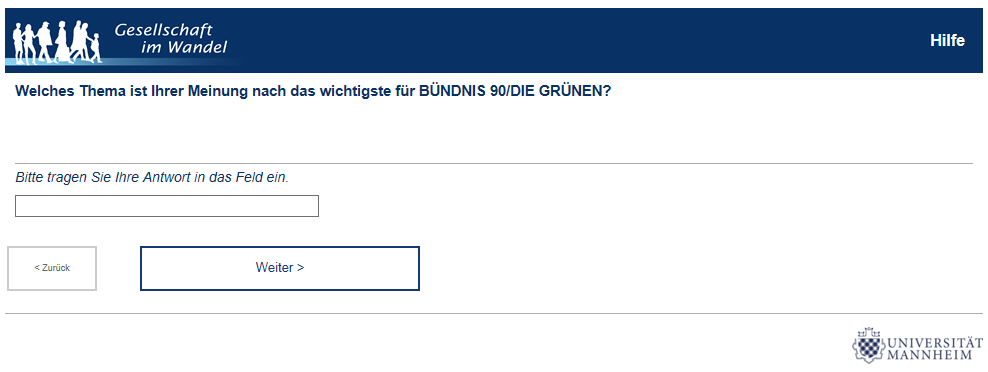 Gesellschaft
im Wandel
Hilfe
Welches Thema ist Ihrer Meinung nach das wichtigste für BÜNDNIS 90/DIE GRÜNEN?
Bitte tragen Sie Ihre Antwort in das Feld ein.
< Zurück
Weiter >
UNIVERSITÄT
MANNHEIM